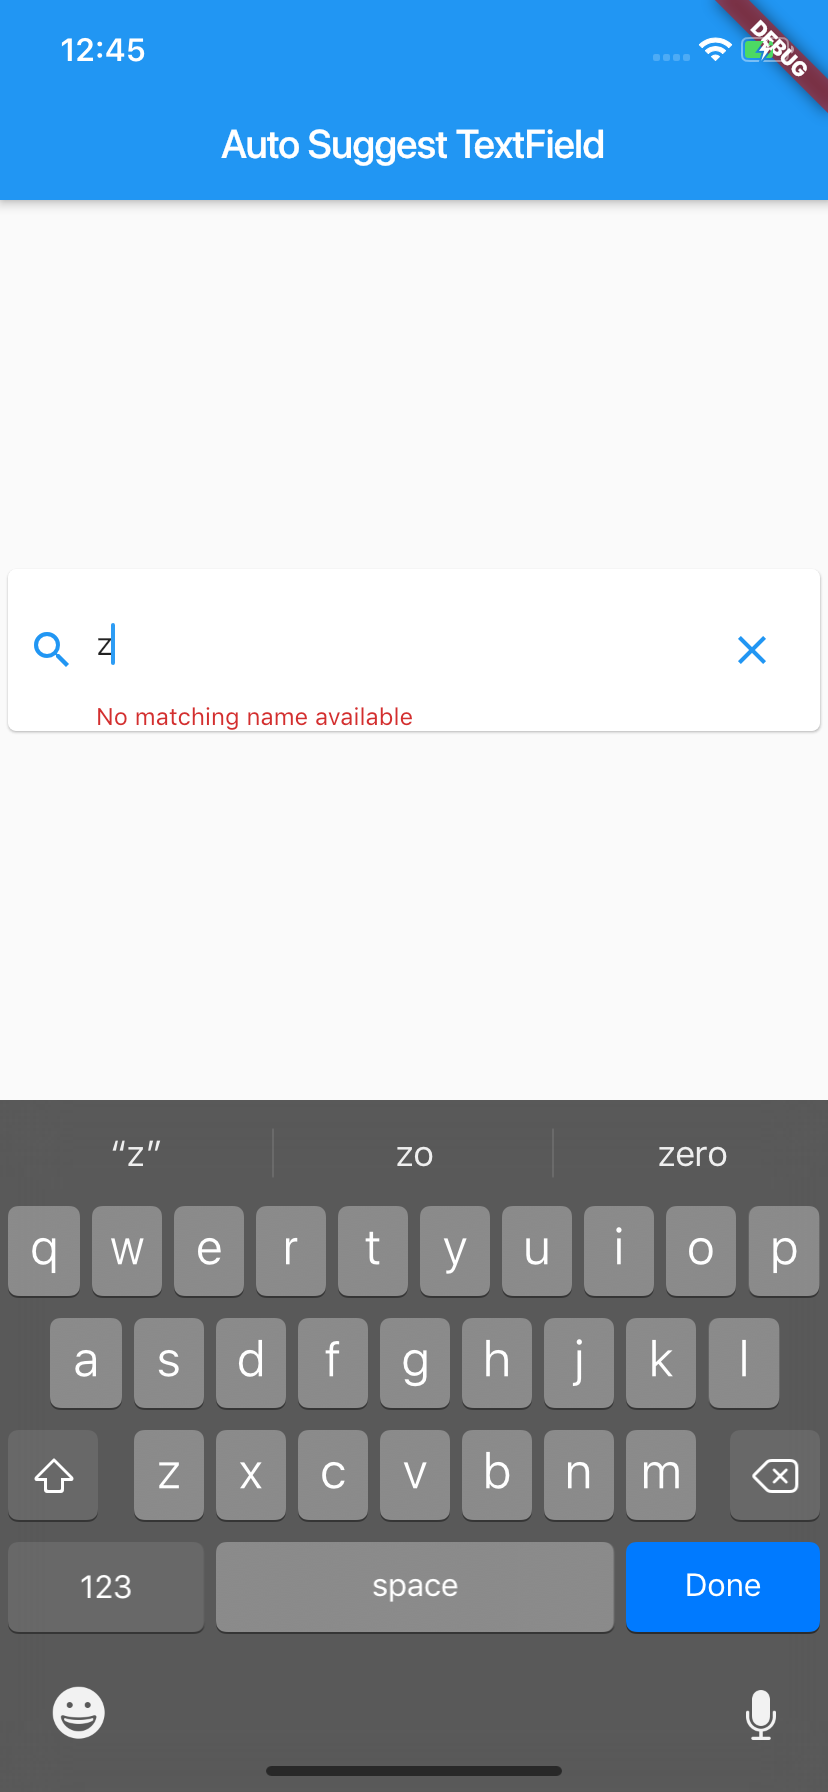 12:45
DEBUG
Auto Suggest TextField
z
No matching name available
“z” zo zero
q w e r t y u i o p
a s d f g h j k l
z x c v b n m
123 space Done